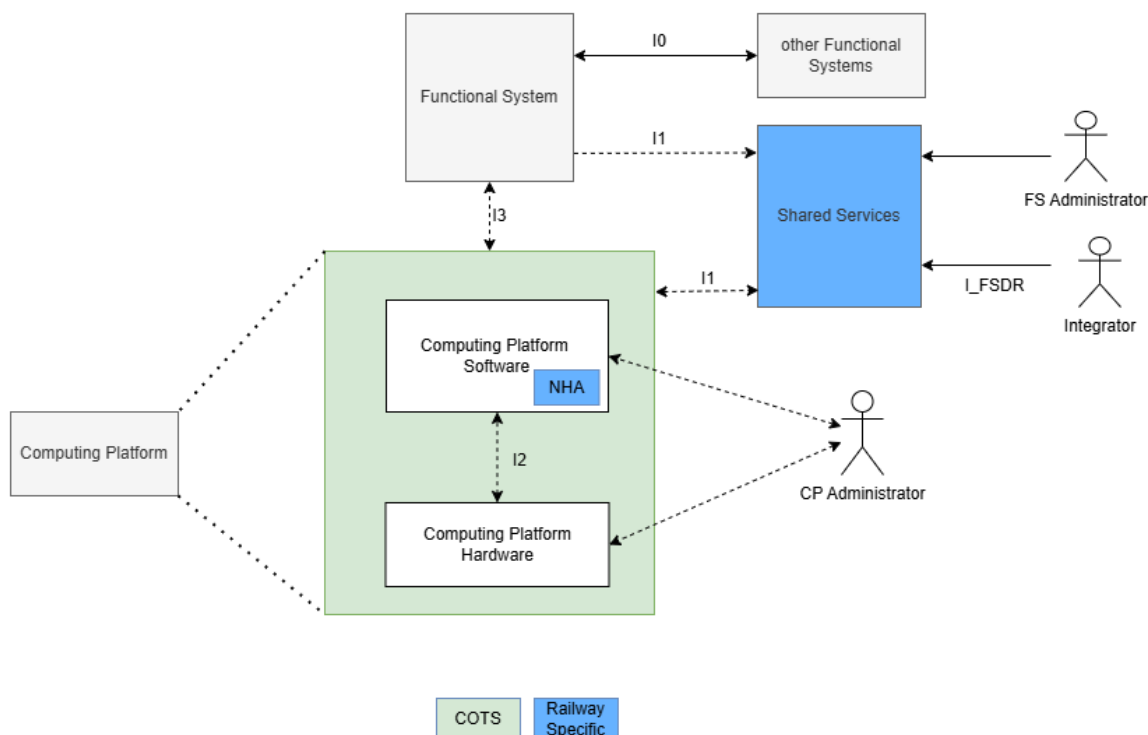 I0
other Functional
Systems
Functional System
I1
Shared Services
FS Administrator
I3
I1
I_FSDR
Integrator
Computing Platform
Software
NHA
Computing Platform
I2
CP Administrator
Computing Platform
Hardware
COTS
Railway
Specific